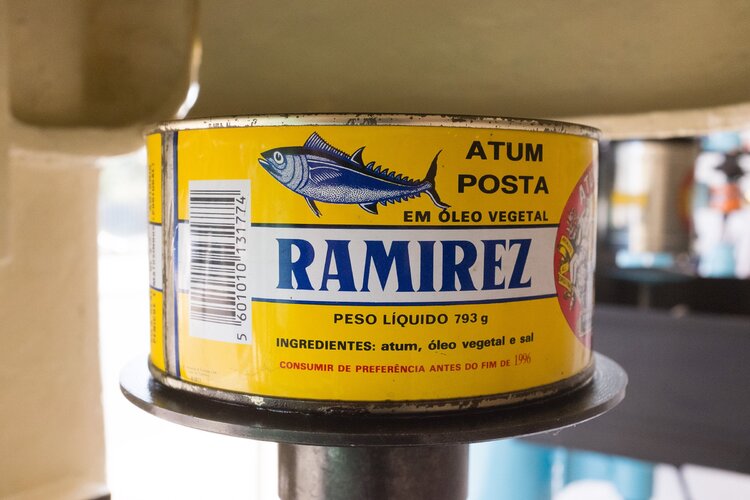 ATUM
POSTA
EM ÓLEO VEGETAL
RAMIREZ
PESO LÍQUIDO 793 g
INGREDIENTES: atum, óleo vegetal e sal
CONSUMIR DE PREFERÊNCIA ANTES DO FIM DE 1996
5 601010 131774